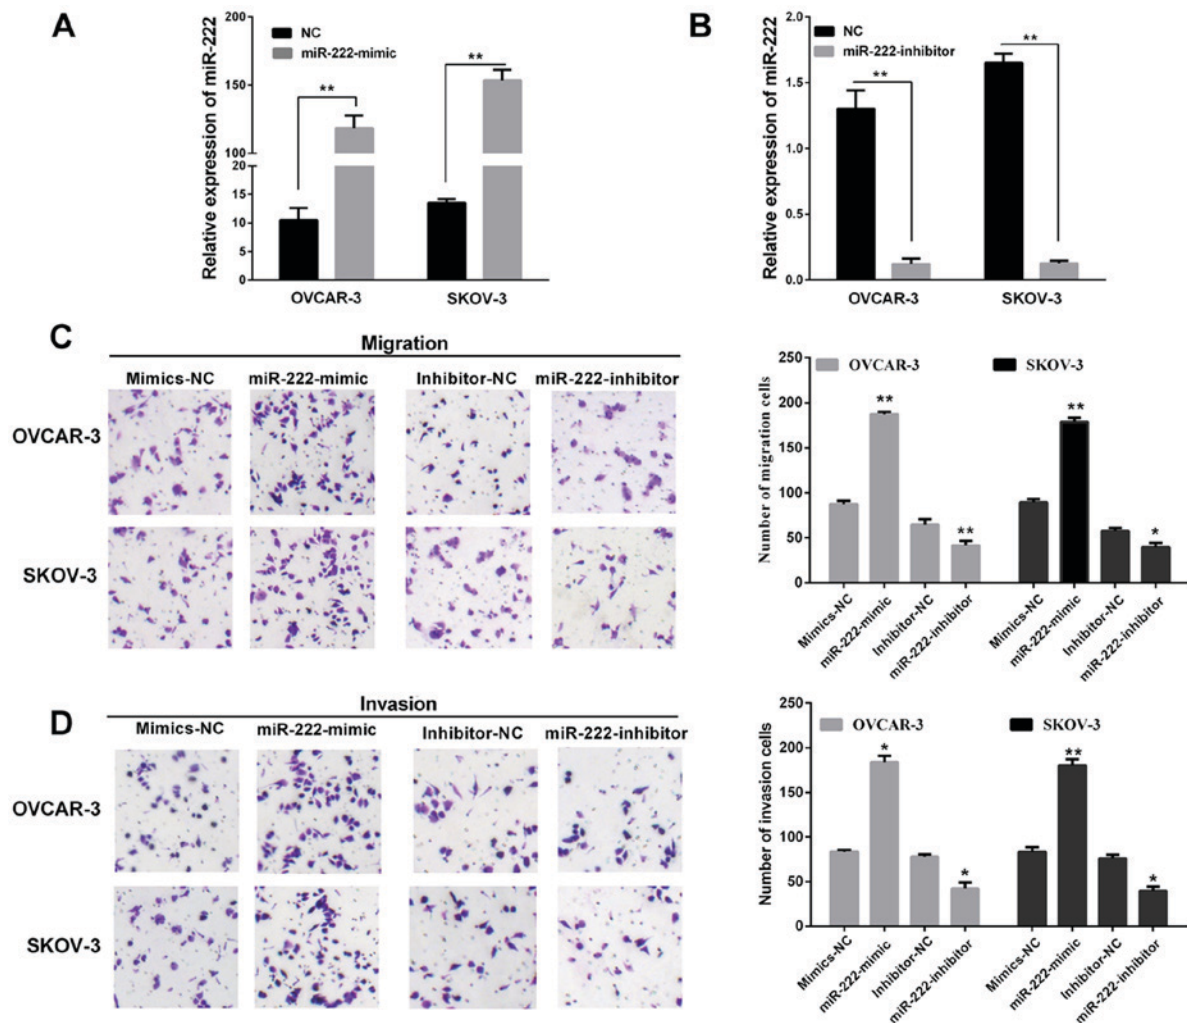 A
Relative expression of miR-222
200
150
100
20
15
10
5
0
NC
miR-222-mimic
**
**
OVCAR-3
SKOV-3
B
Relative expression of miR-222
2.0
1.5
1.0
0.5
0.0
NC
miR-222-inhibitor
**
**
OVCAR-3
SKOV-3
C
Migration
Mimics-NC
miR-222-mimic
Inhibitor-NC
miR-222-inhibitor
OVCAR-3
SKOV-3
Number of migration cells
250
200
150
100
50
0
OVCAR-3
SKOV-3
**
**
**
*
Mimics-NC
miR-222-mimic
Inhibitor-NC
miR-222-inhibitor
Mimics-NC
miR-222-mimic
Inhibitor-NC
miR-222-inhibitor
D
Invasion
Mimics-NC
miR-222-mimic
Inhibitor-NC
miR-222-inhibitor
OVCAR-3
SKOV-3
Number of invasion cells
250
200
150
100
50
0
OVCAR-3
SKOV-3
*
*
**
*
Mimics-NC
miR-222-mimic
Inhibitor-NC
miR-222-inhibitor
Mimics-NC
miR-222-mimic
Inhibitor-NC
miR-222-inhibitor